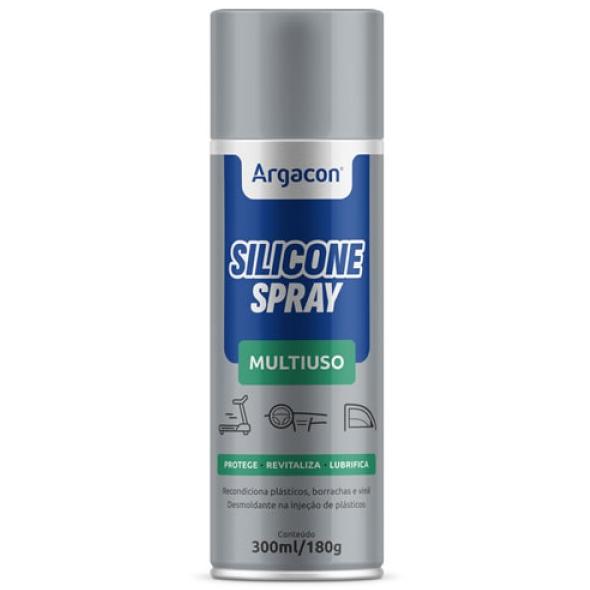 Argacon®
SILICONE
SPRAY
MULTIUSO
PROTEGE · REVITALIZA · LUBRIFICA
Recondiciona plásticos, borrachas e vinil
Desmoldante na injeção de plásticos
Conteúdo
300ml/180g